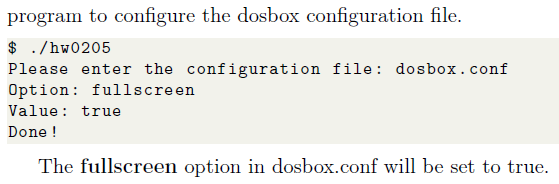 program to configure the dosbox configuration file.
$ ./hw0205
Please enter the configuration file: dosbox.conf
Option: fullscreen
Value: true
Done!
The fullscreen option in dosbox.conf will be set to true.